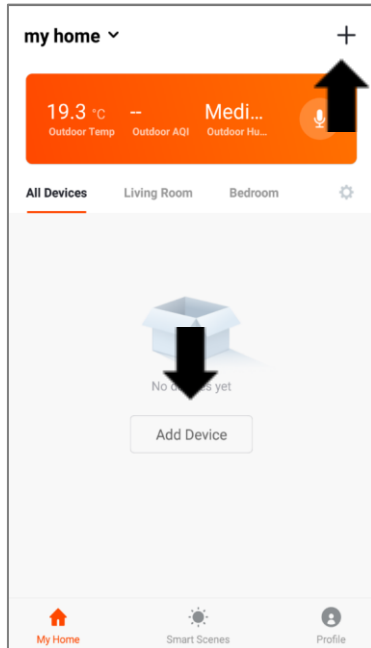 my home
19.3 °C -- Medi...
Outdoor Temp Outdoor AQI Outdoor Hu...
All Devices Living Room Bedroom
No yet
Add Device
My Home Smart Scenes Profile